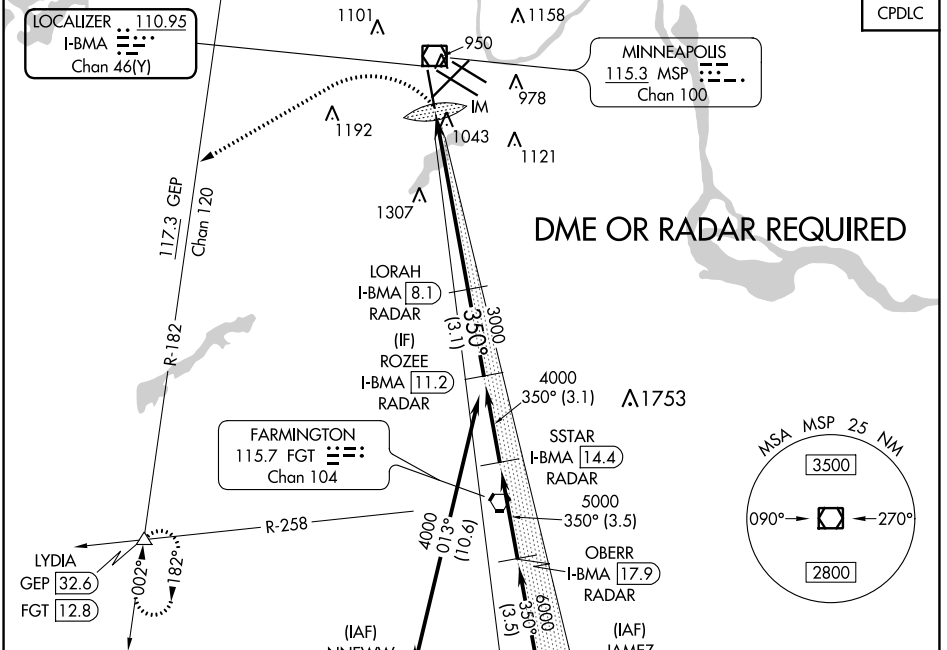 CPDLC
LOCALIZER 110.95
I-BMA
Chan 46(Y)
1101
1158
950
MINNEAPOLIS
115.3 MSP
Chan 100
978
IM
1192
1043
1121
1307
117.3 GEP
Chan 120
DME OR RADAR REQUIRED
LORAH
I-BMA 8.1
RADAR
3000
350°
(3.1)
R-182
(IF)
ROZEE
I-BMA 11.2
RADAR
4000
350° (3.1)
1753
FARMINGTON
115.7 FGT
Chan 104
SSTAR
I-BMA 14.4
RADAR
MSA MSP 25 NM
3500
090°
270°
2800
5000
350° (3.5)
R-258
4000
013°
(10.6)
LYDIA
GEP 32.6
FGT 12.8
002°
182°
OBERR
I-BMA 17.9
RADAR
6000
350°
(3.5)
(IAF)
(IAF)